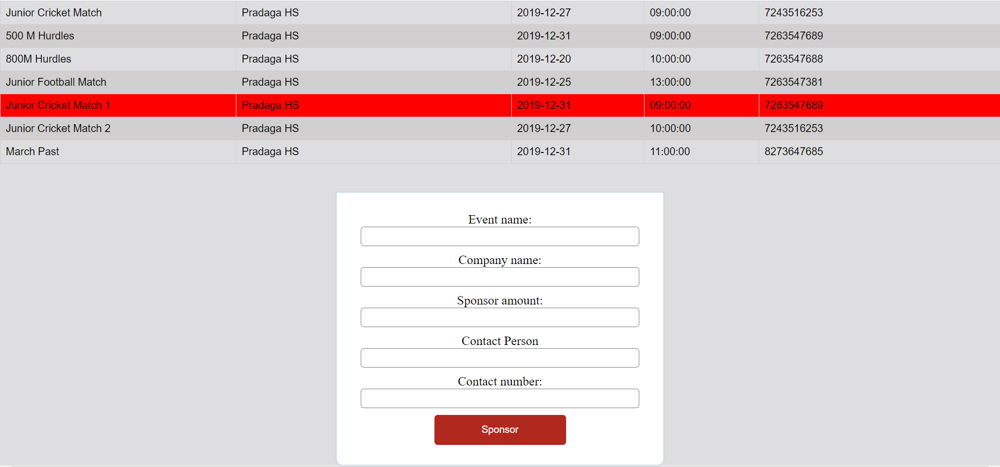 Junior Cricket Match Pradaga HS 2019-12-27 09:00:00 7243516253
500 M Hurdles Pradaga HS 2019-12-31 09:00:00 7263547689
800M Hurdles Pradaga HS 2019-12-20 10:00:00 7263547688
Junior Football Match Pradaga HS 2019-12-25 13:00:00 7263547381
Junior Cricket Match 1 Pradaga HS 2019-12-31 09:00:00 7263547689
Junior Cricket Match 2 Pradaga HS 2019-12-27 10:00:00 7243516253
March Past Pradaga HS 2019-12-31 11:00:00 8273647685
Event name:
Company name:
Sponsor amount:
Contact Person
Contact number:
Sponsor